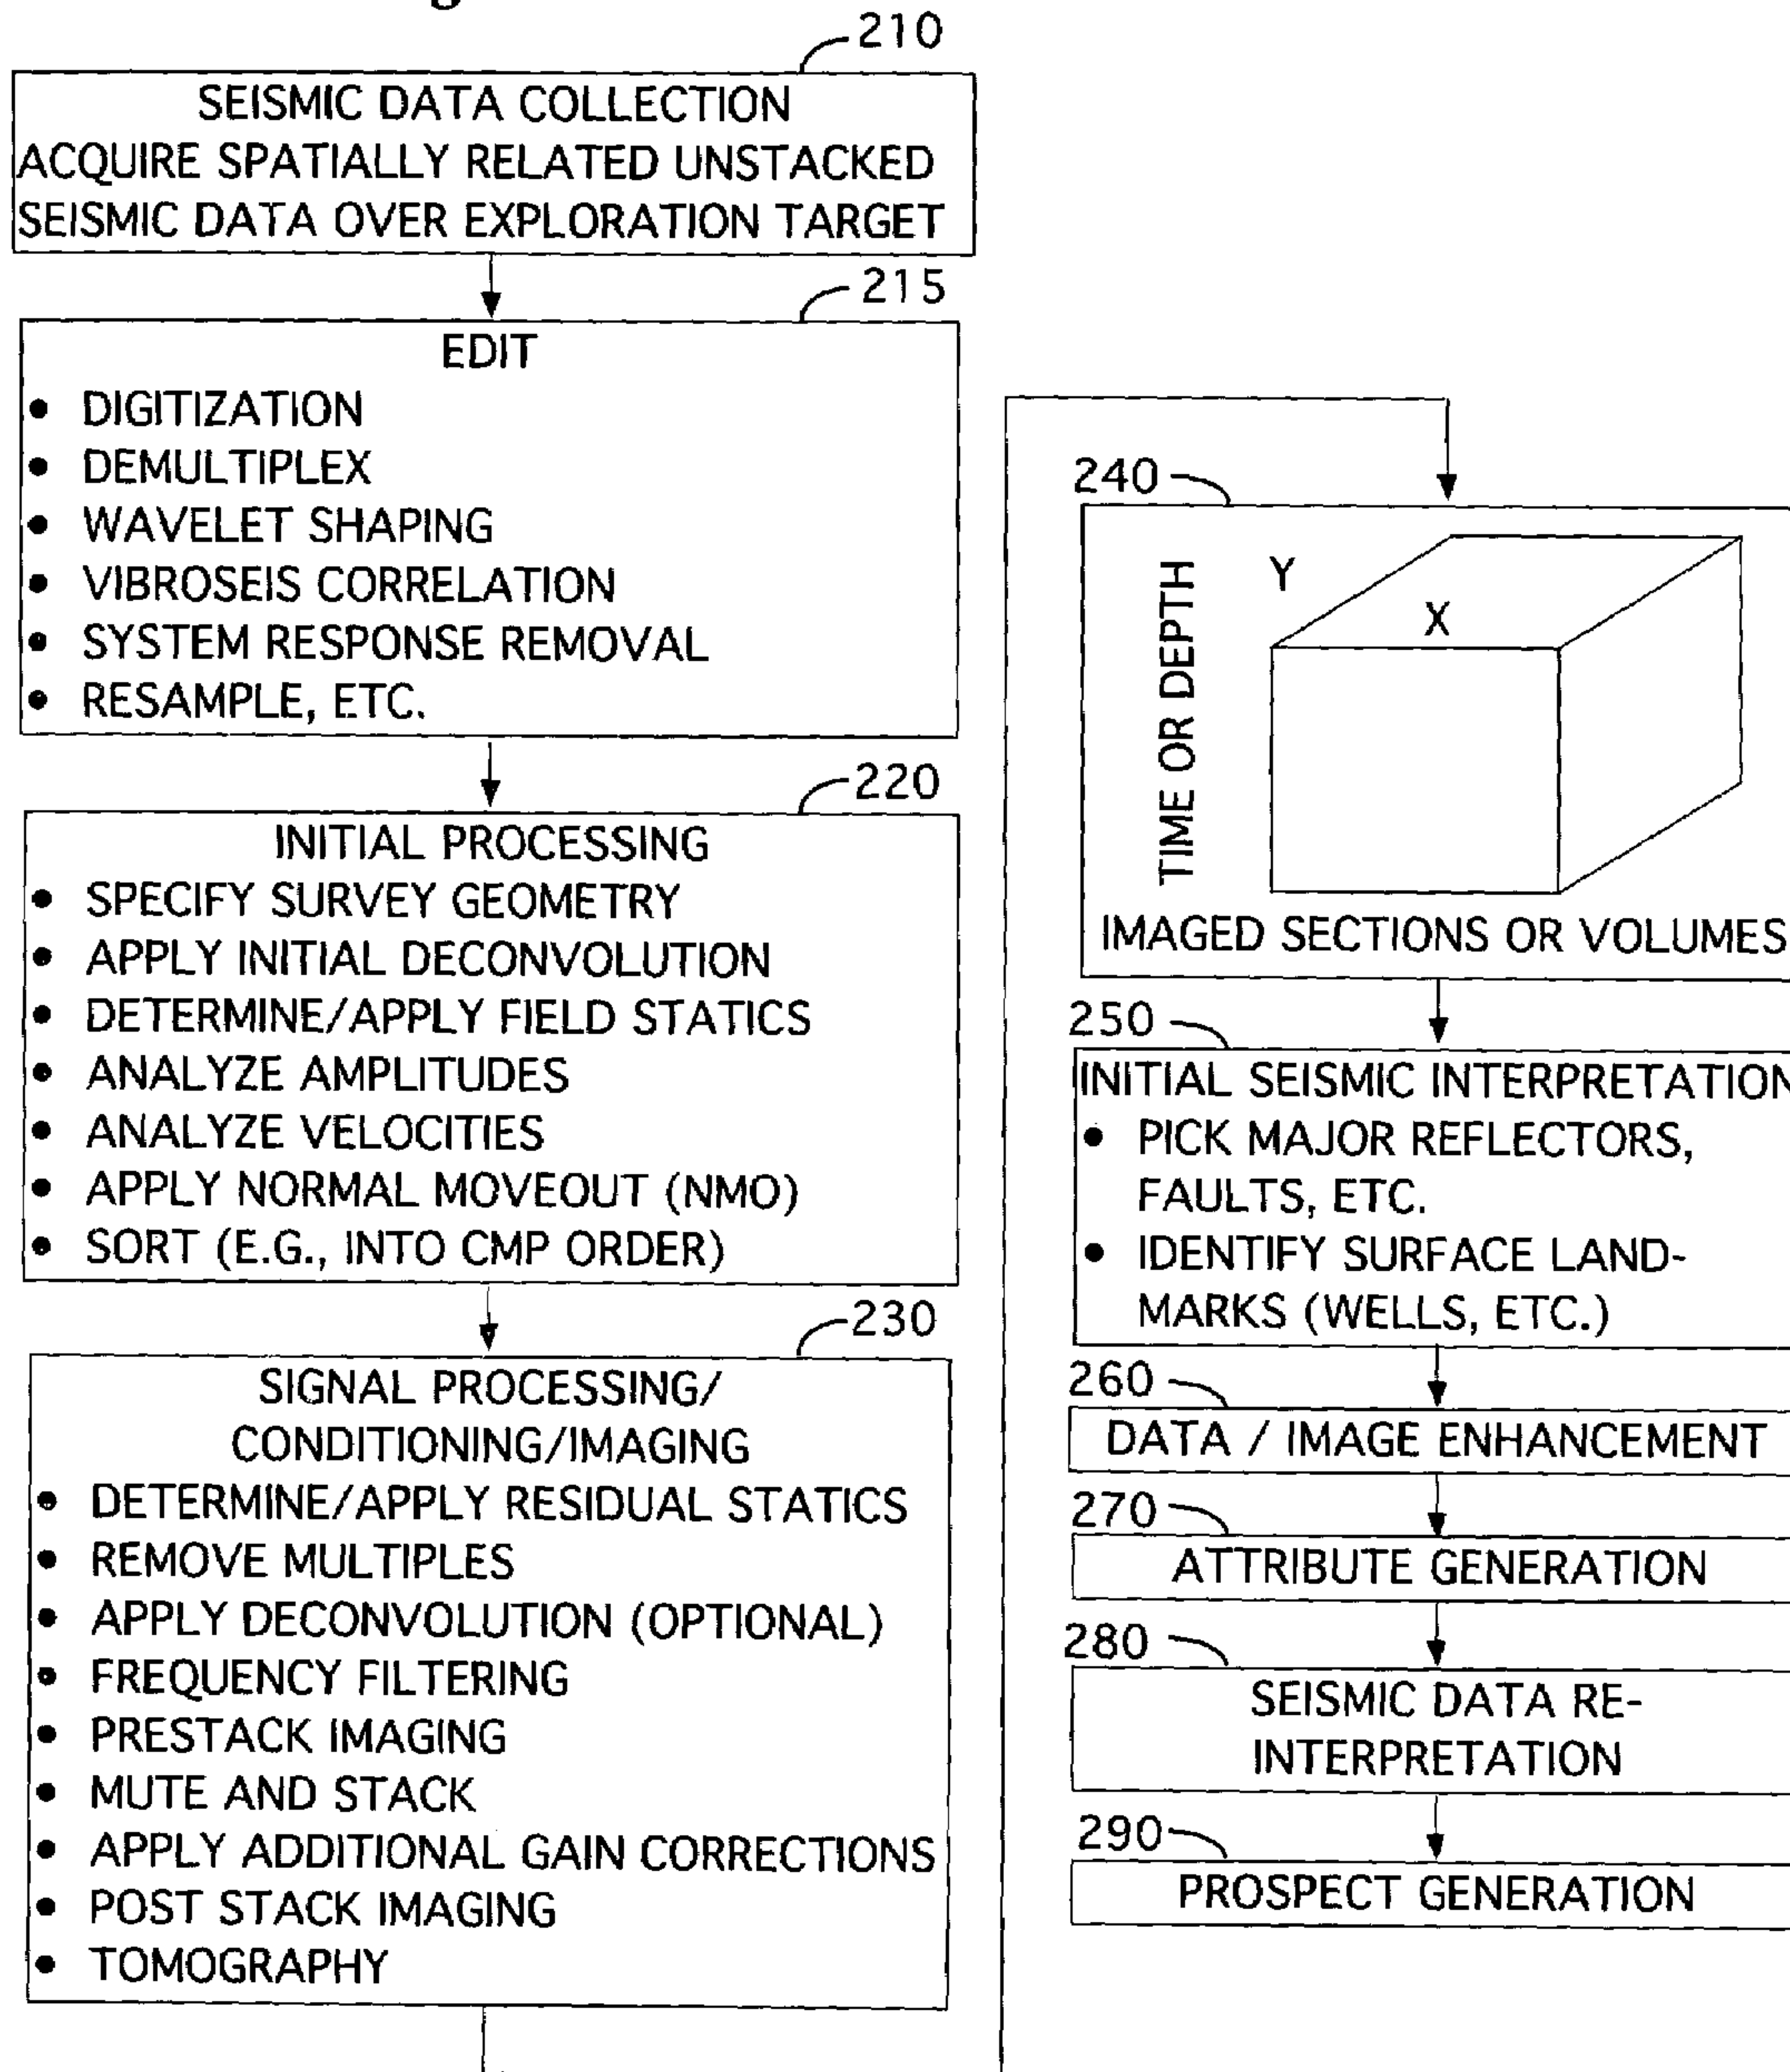 210
SEISMIC DATA COLLECTION
ACQUIRE SPATIALLY RELATED UNSTACKED
SEISMIC DATA OVER EXPLORATION TARGET
215
EDIT
• DIGITIZATION
• DEMULTIPLEX
• WAVELET SHAPING
• VIBROSEIS CORRELATION
• SYSTEM RESPONSE REMOVAL
• RESAMPLE, ETC.
220
INITIAL PROCESSING
• SPECIFY SURVEY GEOMETRY
• APPLY INITIAL DECONVOLUTION
• DETERMINE/APPLY FIELD STATICS
• ANALYZE AMPLITUDES
• ANALYZE VELOCITIES
• APPLY NORMAL MOVEOUT (NMO)
• SORT (E.G., INTO CMP ORDER)
230
SIGNAL PROCESSING/
CONDITIONING/IMAGING
• DETERMINE/APPLY RESIDUAL STATICS
• REMOVE MULTIPLES
• APPLY DECONVOLUTION (OPTIONAL)
• FREQUENCY FILTERING
• PRESTACK IMAGING
• MUTE AND STACK
• APPLY ADDITIONAL GAIN CORRECTIONS
• POST STACK IMAGING
• TOMOGRAPHY
240
TIME OR DEPTH
Y
X
IMAGED SECTIONS OR VOLUMES
250
INITIAL SEISMIC INTERPRETATION
• PICK MAJOR REFLECTORS,
FAULTS, ETC.
• IDENTIFY SURFACE LAND-
MARKS (WELLS, ETC.)
260
DATA / IMAGE ENHANCEMENT
270
ATTRIBUTE GENERATION
280
SEISMIC DATA RE-
INTERPRETATION
290
PROSPECT GENERATION